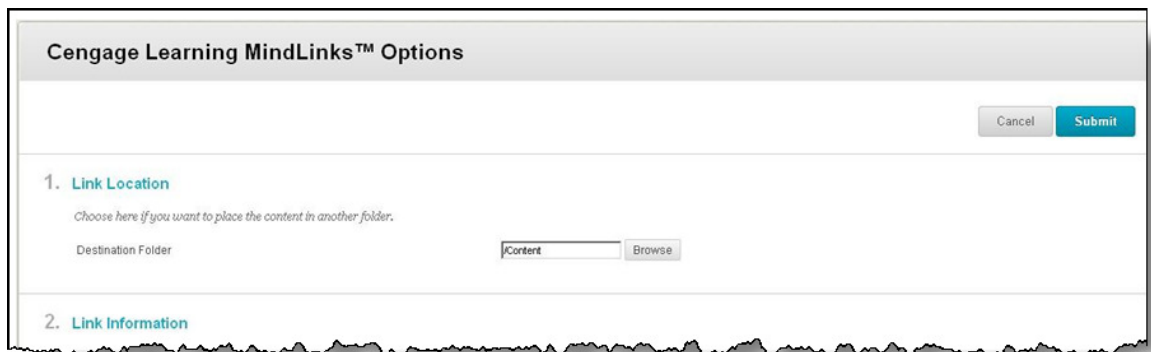 Cengage Learning MindLinks™ Options
Cancel Submit
1. Link Location
Choose here if you want to place the content in another folder.
Destination Folder /Content Browse
2. Link Information